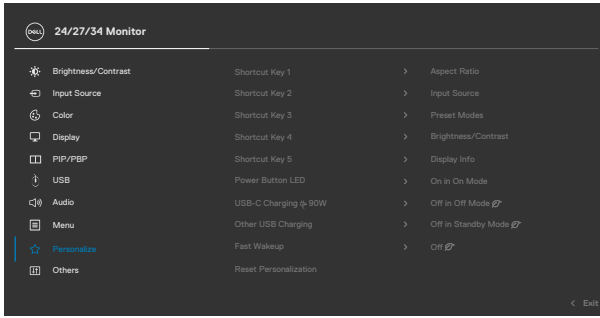 DELL 24/27/34 Monitor
Brightness/Contrast Shortcut Key 1 > Aspect Ratio
Input Source Shortcut Key 2 > Input Source
Color Shortcut Key 3 > Preset Modes
Display Shortcut Key 4 > Brightness/Contrast
PIP/PBP Shortcut Key 5 > Display Info
USB Power Button LED > On in On Mode
Audio USB-C Charging 90W > Off in Off Mode
Menu Other USB Charging > Off in Standby Mode
Personalize Fast Wakeup > Off
Others Reset Personalization
< Exit